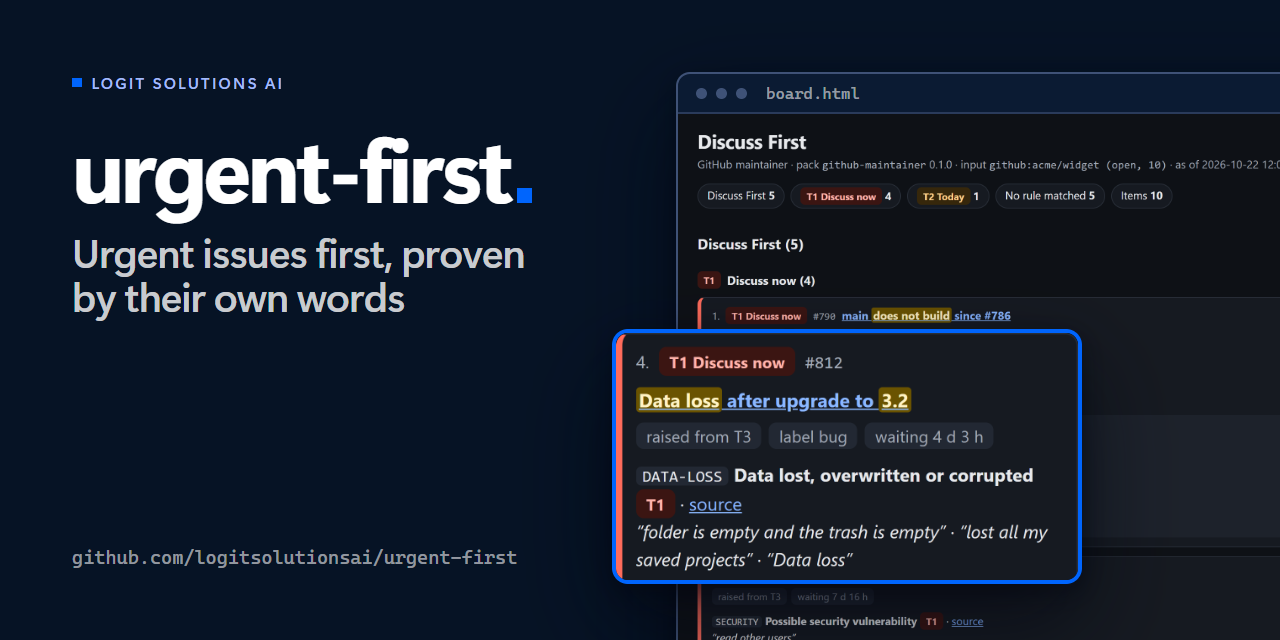 LOGIT SOLUTIONS AI
urgent-first.
Urgent issues first, proven
by their own words
github.com/logitsolutionsai/urgent-first
board.html
Discuss First
GitHub maintainer · pack github-maintainer 0.1.0 · input github:acme/widget (open, 10) · as of 2026-10-22 12:0
Discuss First 5 T1 Discuss now 4 T2 Today 1 No rule matched 5 Items 10
Discuss First (5)
T1 Discuss now (4)
1. T1 Discuss now #790 main does not build since #786
4. T1 Discuss now #812
Data loss after upgrade to 3.2
raised from T3 label bug waiting 4 d 3 h
DATA-LOSS Data lost, overwritten or corrupted
T1 · source
“folder is empty and the trash is empty” · “lost all my
saved projects” · “Data loss”
raised from T3 waiting 7 d 16 h
SECURITY Possible security vulnerability T1 · source
“read other users”